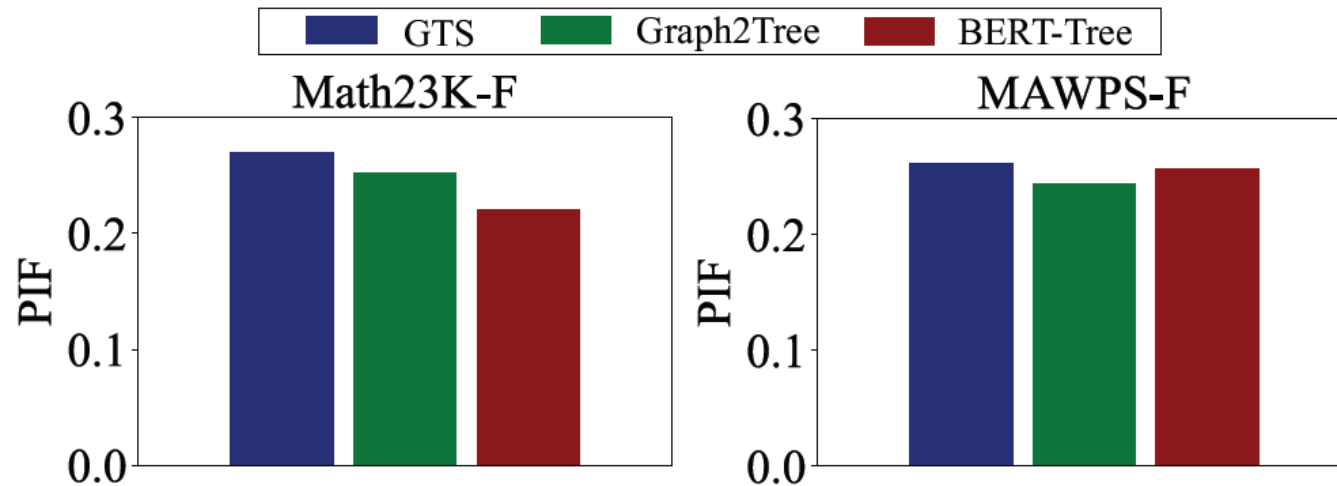 GTS Graph2Tree BERT-Tree
Math23K-F
0.3
0.2
0.1
0.0
PIF
MAWPS-F
0.3
0.2
0.1
0.0
PIF